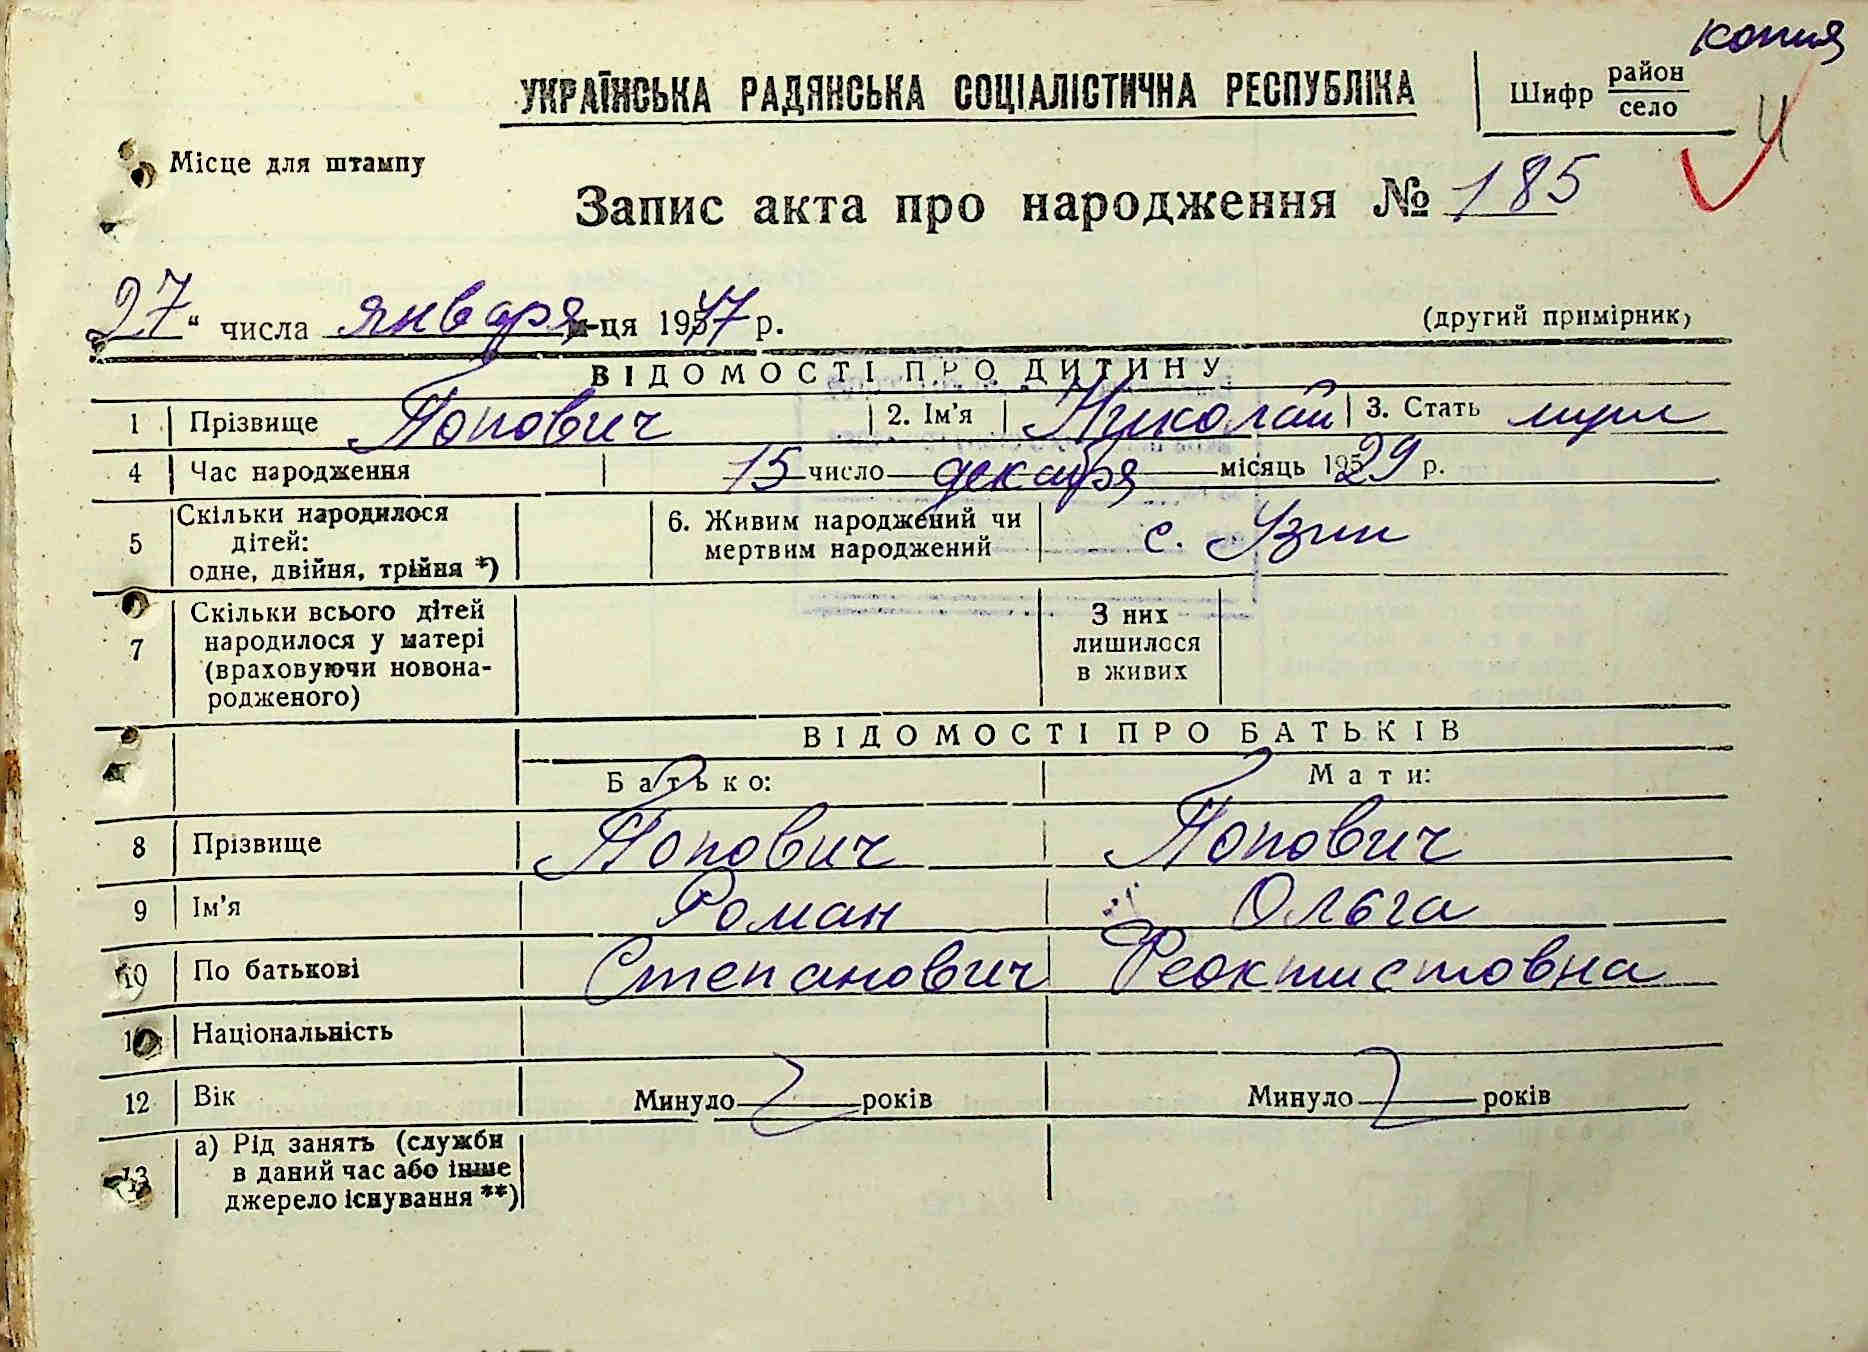 копия
УКРАЇНСЬКА РАДЯНСЬКА СОЦІАЛІСТИЧНА РЕСПУБЛІКА
Шифр район
село
Ч
Місце для штампу
Запис акта про народження № 185
27 “ числа января м-ця 1947 р.
(другий примірник)
ВІДОМОСТІ ПРО ДИТИНУ
1 Прізвище Попович 2. Ім'я Николай 3. Стать муж
4 Час народження 15 число декабря місяць 1929 р.
5 Скільки народилося дітей: одне, двійня, трійня *) 6. Живим народжений чи мертвим народжений с. Узин
7 Скільки всього дітей народилося у матері (враховуючи новона-родженого) З них лишилося в живих
ВІДОМОСТІ ПРО БАТЬКІВ
Батько: Мати:
8 Прізвище Попович Попович
9 Ім'я Роман Ольга
10 По батькові Степанович Феоктистовна
11 Національність
12 Вік Минуло років Минуло років
13 а) Рід занять (служби в даний час або інше джерело існування **)